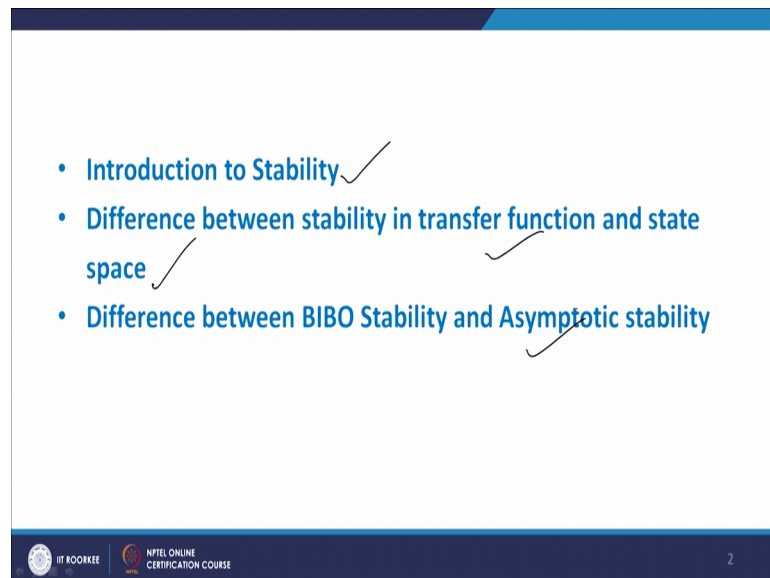 • Introduction to Stability
• Difference between stability in transfer function and state
space
• Difference between BIBO Stability and Asymptotic stability
IIT ROORKEE
NPTEL ONLINE
CERTIFICATION COURSE
2